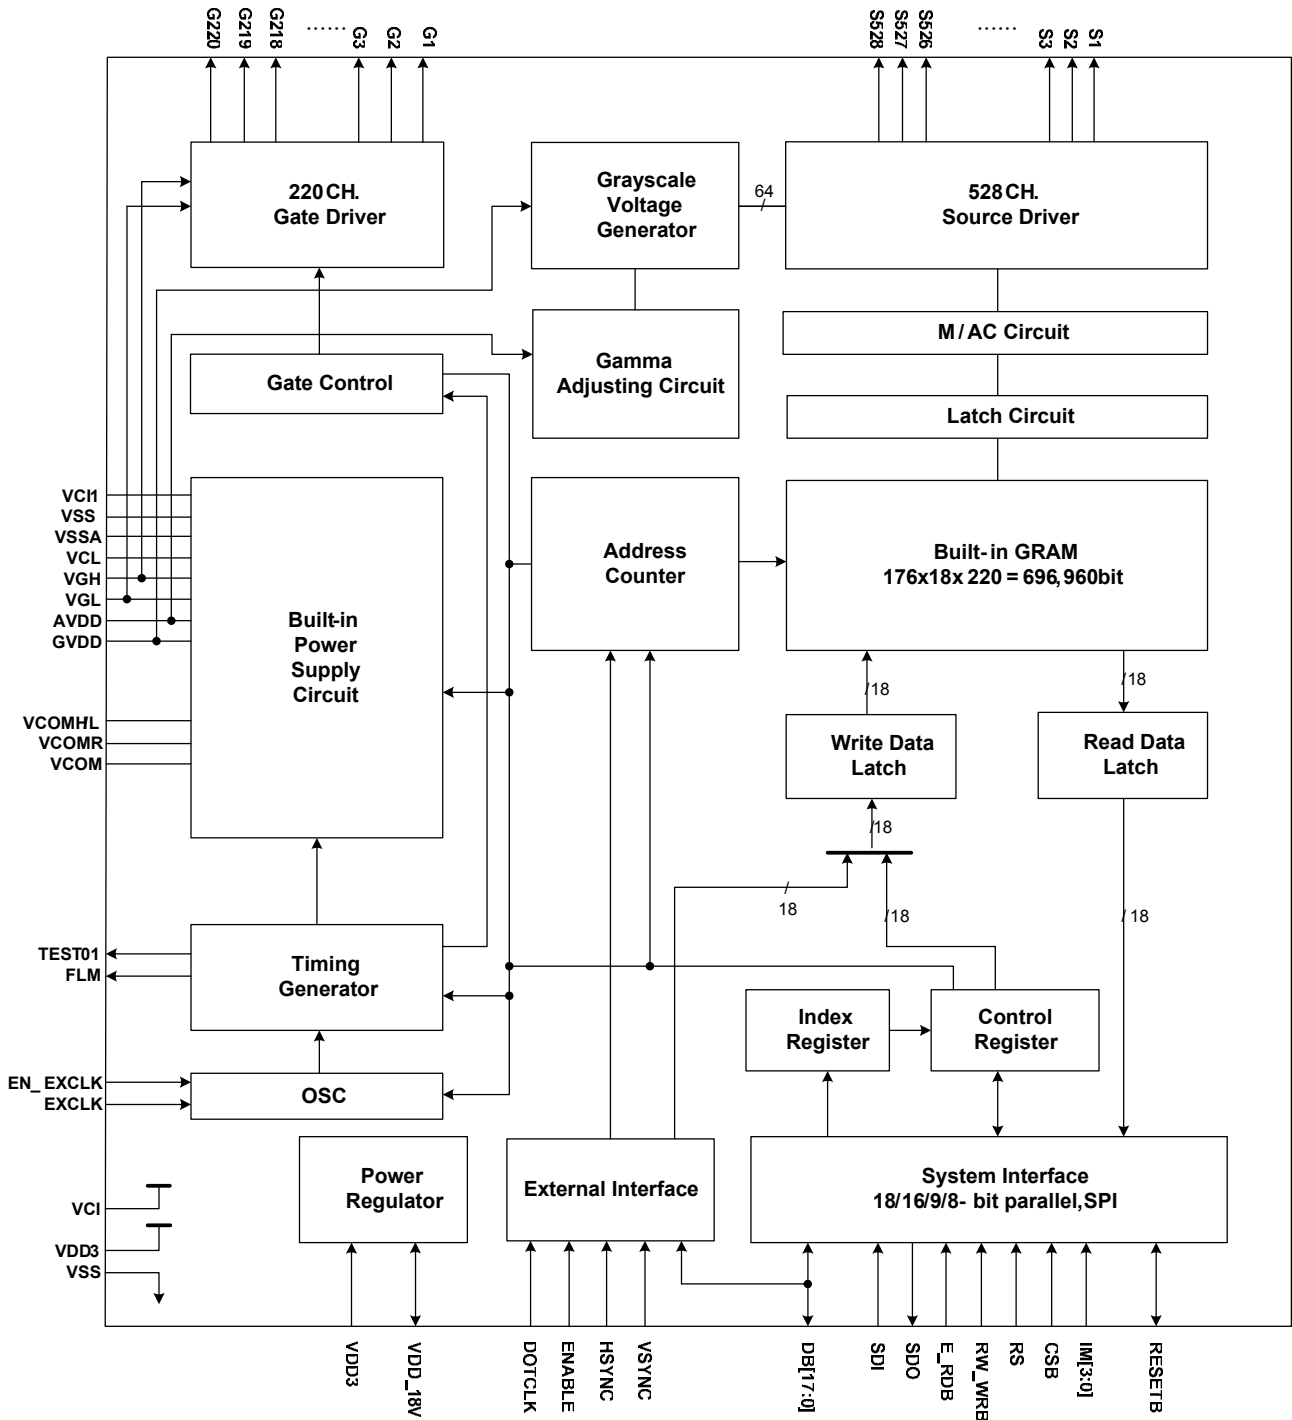 G220
G219
G218
......
G3
G2
G1
S528
S527
S526
......
S3
S2
S1
220 CH.
Gate Driver
Grayscale
Voltage
Generator
64
528 CH.
Source Driver
M / AC Circuit
Gate Control
Gamma
Adjusting Circuit
Latch Circuit
VCI1
VSS
VSSA
VCL
VGH
VGL
AVDD
GVDD
VCOMH/L
VCOMR
VCOM
Built-in
Power
Supply
Circuit
Address
Counter
Built-in GRAM
176x18x 220 = 696,960bit
/18
/18
Write Data
Latch
Read Data
Latch
/18
18
/18
/18
TEST01
FLM
Timing
Generator
Index
Register
Control
Register
EN_EXCLK
EXCLK
OSC
VCI
VDD3
VSS
Power
Regulator
External Interface
System Interface
18/16/9/8- bit parallel,SPI
VDD3
VDD_18V
DOTCLK
ENABLE
HSYNC
VSYNC
DB[17:0]
SDI
SDO
E_RDB
RW_WRB
RS
CSB
IM[3:0]
RESETB